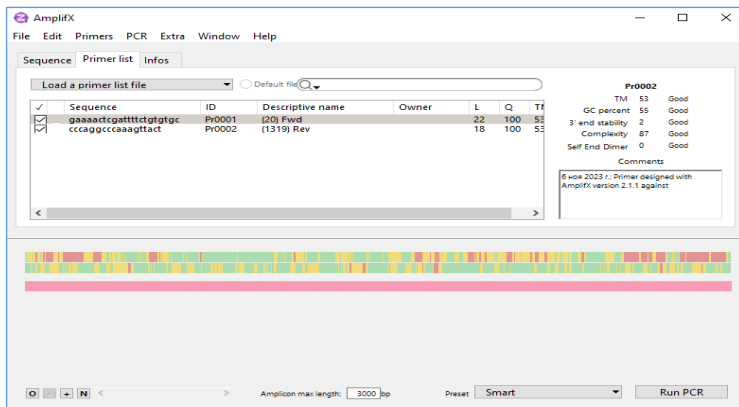 AmplifX
File Edit Primers PCR Extra Window Help
Sequence Primer list Infos
Load a primer list file Default file
✓ Sequence ID Descriptive name Owner L Q
gaaaactcgattttctgtgtgc Pr0001 (20) Fwd 22 100 53
cccaggcccaaagttact Pr0002 (1319) Rev 18 100 53
Pr0002
TM 53 Good
GC percent 55 Good
3' end stability 2 Good
Complexity 87 Good
Self End Dimer 0 Good
Comments
6 ноя 2023 г.: Primer designed with
AmplifX version 2.1.1 against
O - + N Amplicon max length: 3000 bp Preset Smart Run PCR